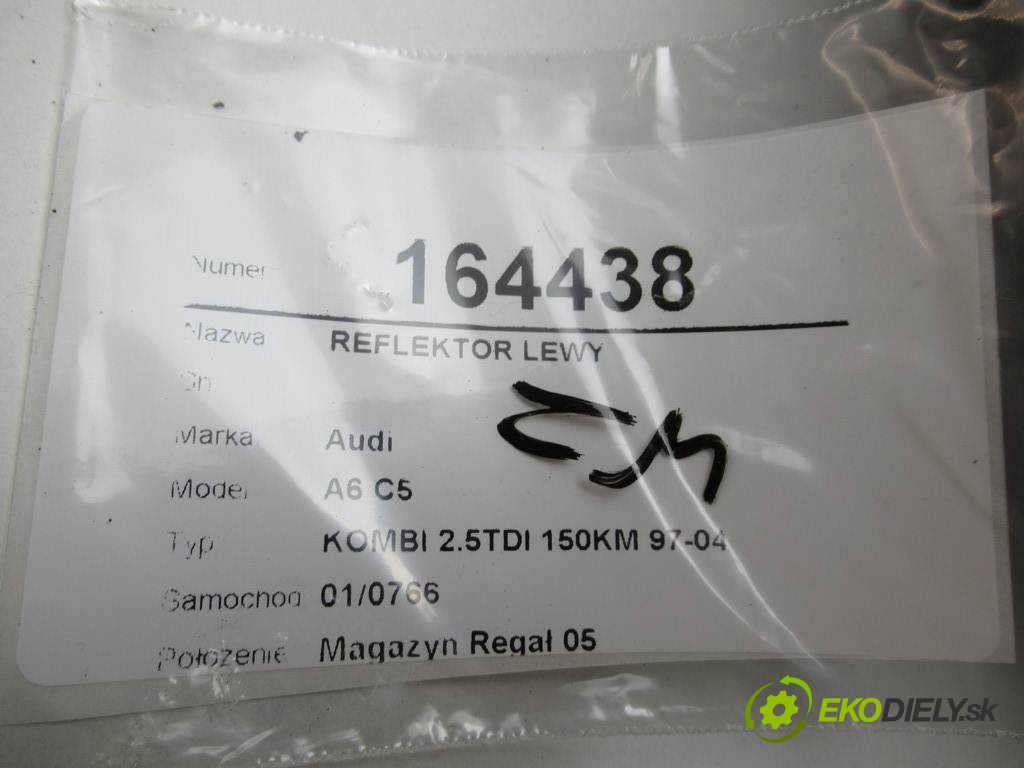 Numer 164438
Nazwa REFLEKTOR LEWY
Sn
Marka Audi
Model A6 C5
Typ KOMBI 2.5TDI 150KM 97-04
Samochod 01/0766
Położenie Magazyn Regał 05
EKODIELY.sk